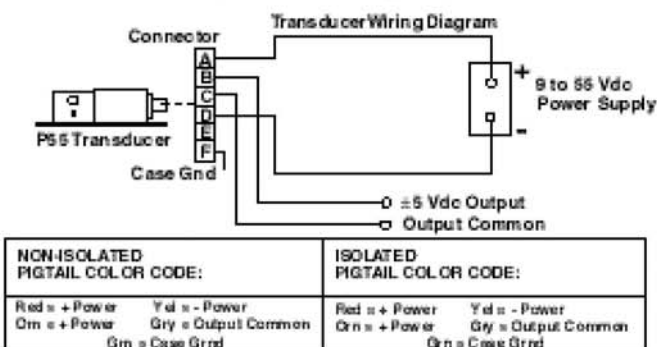 Transducer Wiring Diagram
Connector
A
B
C
D
E
F
+
9 to 55 Vdc
Power Supply
-
P55 Transducer
Case Gnd
±5 Vdc Output
Output Common
NON-ISOLATED
PIGTAIL COLOR CODE:
Red = + Power Yel = - Power
Orn = + Power Gry = Output Common
Grn = Case Grnd
ISOLATED
PIGTAIL COLOR CODE:
Red = + Power Yel = - Power
Orn = + Power Gry = Output Common
Grn = Case Grnd